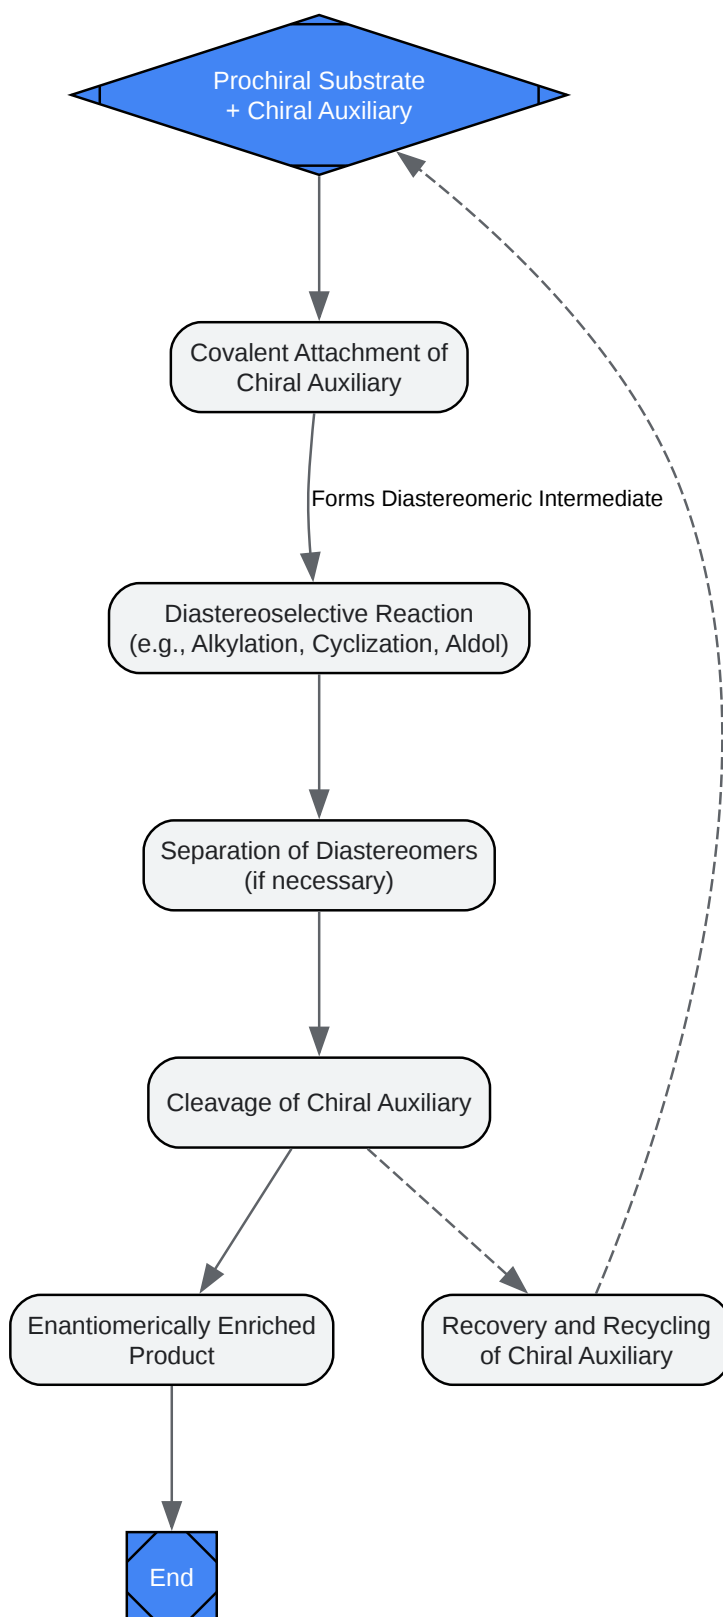 Prochiral Substrate
+ Chiral Auxiliary
Covalent Attachment of
Chiral Auxiliary
Forms Diastereomeric Intermediate
Diastereoselective Reaction
(e.g., Alkylation, Cyclization, Aldol)
Separation of Diastereomers
(if necessary)
Cleavage of Chiral Auxiliary
Enantiomerically Enriched
Product
Recovery and Recycling
of Chiral Auxiliary
End